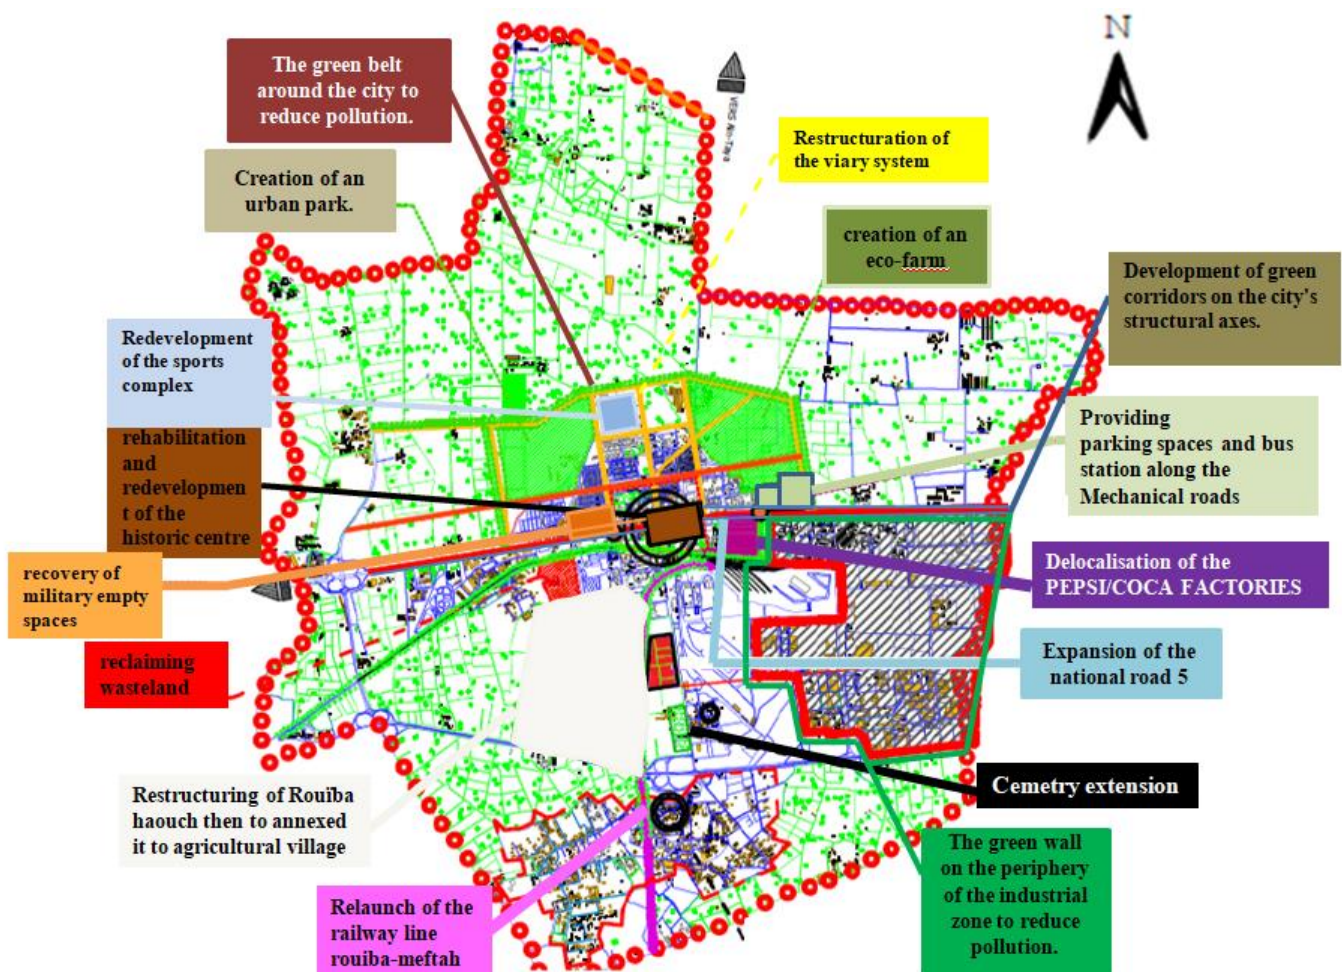 N
The green belt
around the city to
reduce pollution.
VERS Ain-Taya
Restructuration of
the viary system
Creation of an
urban park.
creation of an
eco-farm
Development of green
corridors on the city's
structural axes.
Redevelopment
of the sports
complex
Providing
parking spaces and bus
station along the
Mechanical roads
rehabilitation
and
redevelopmen
t of the
historic centre
recovery of
military empty
spaces
Delocalisation of the
PEPSI/COCA FACTORIES
reclaiming
wasteland
Expansion of the
national road 5
Restructuring of Rouïba
haouch then to annexed
it to agricultural village
Cemetry extension
The green wall
on the periphery
of the industrial
zone to reduce
pollution.
Relaunch of the
railway line
rouiba-meftah